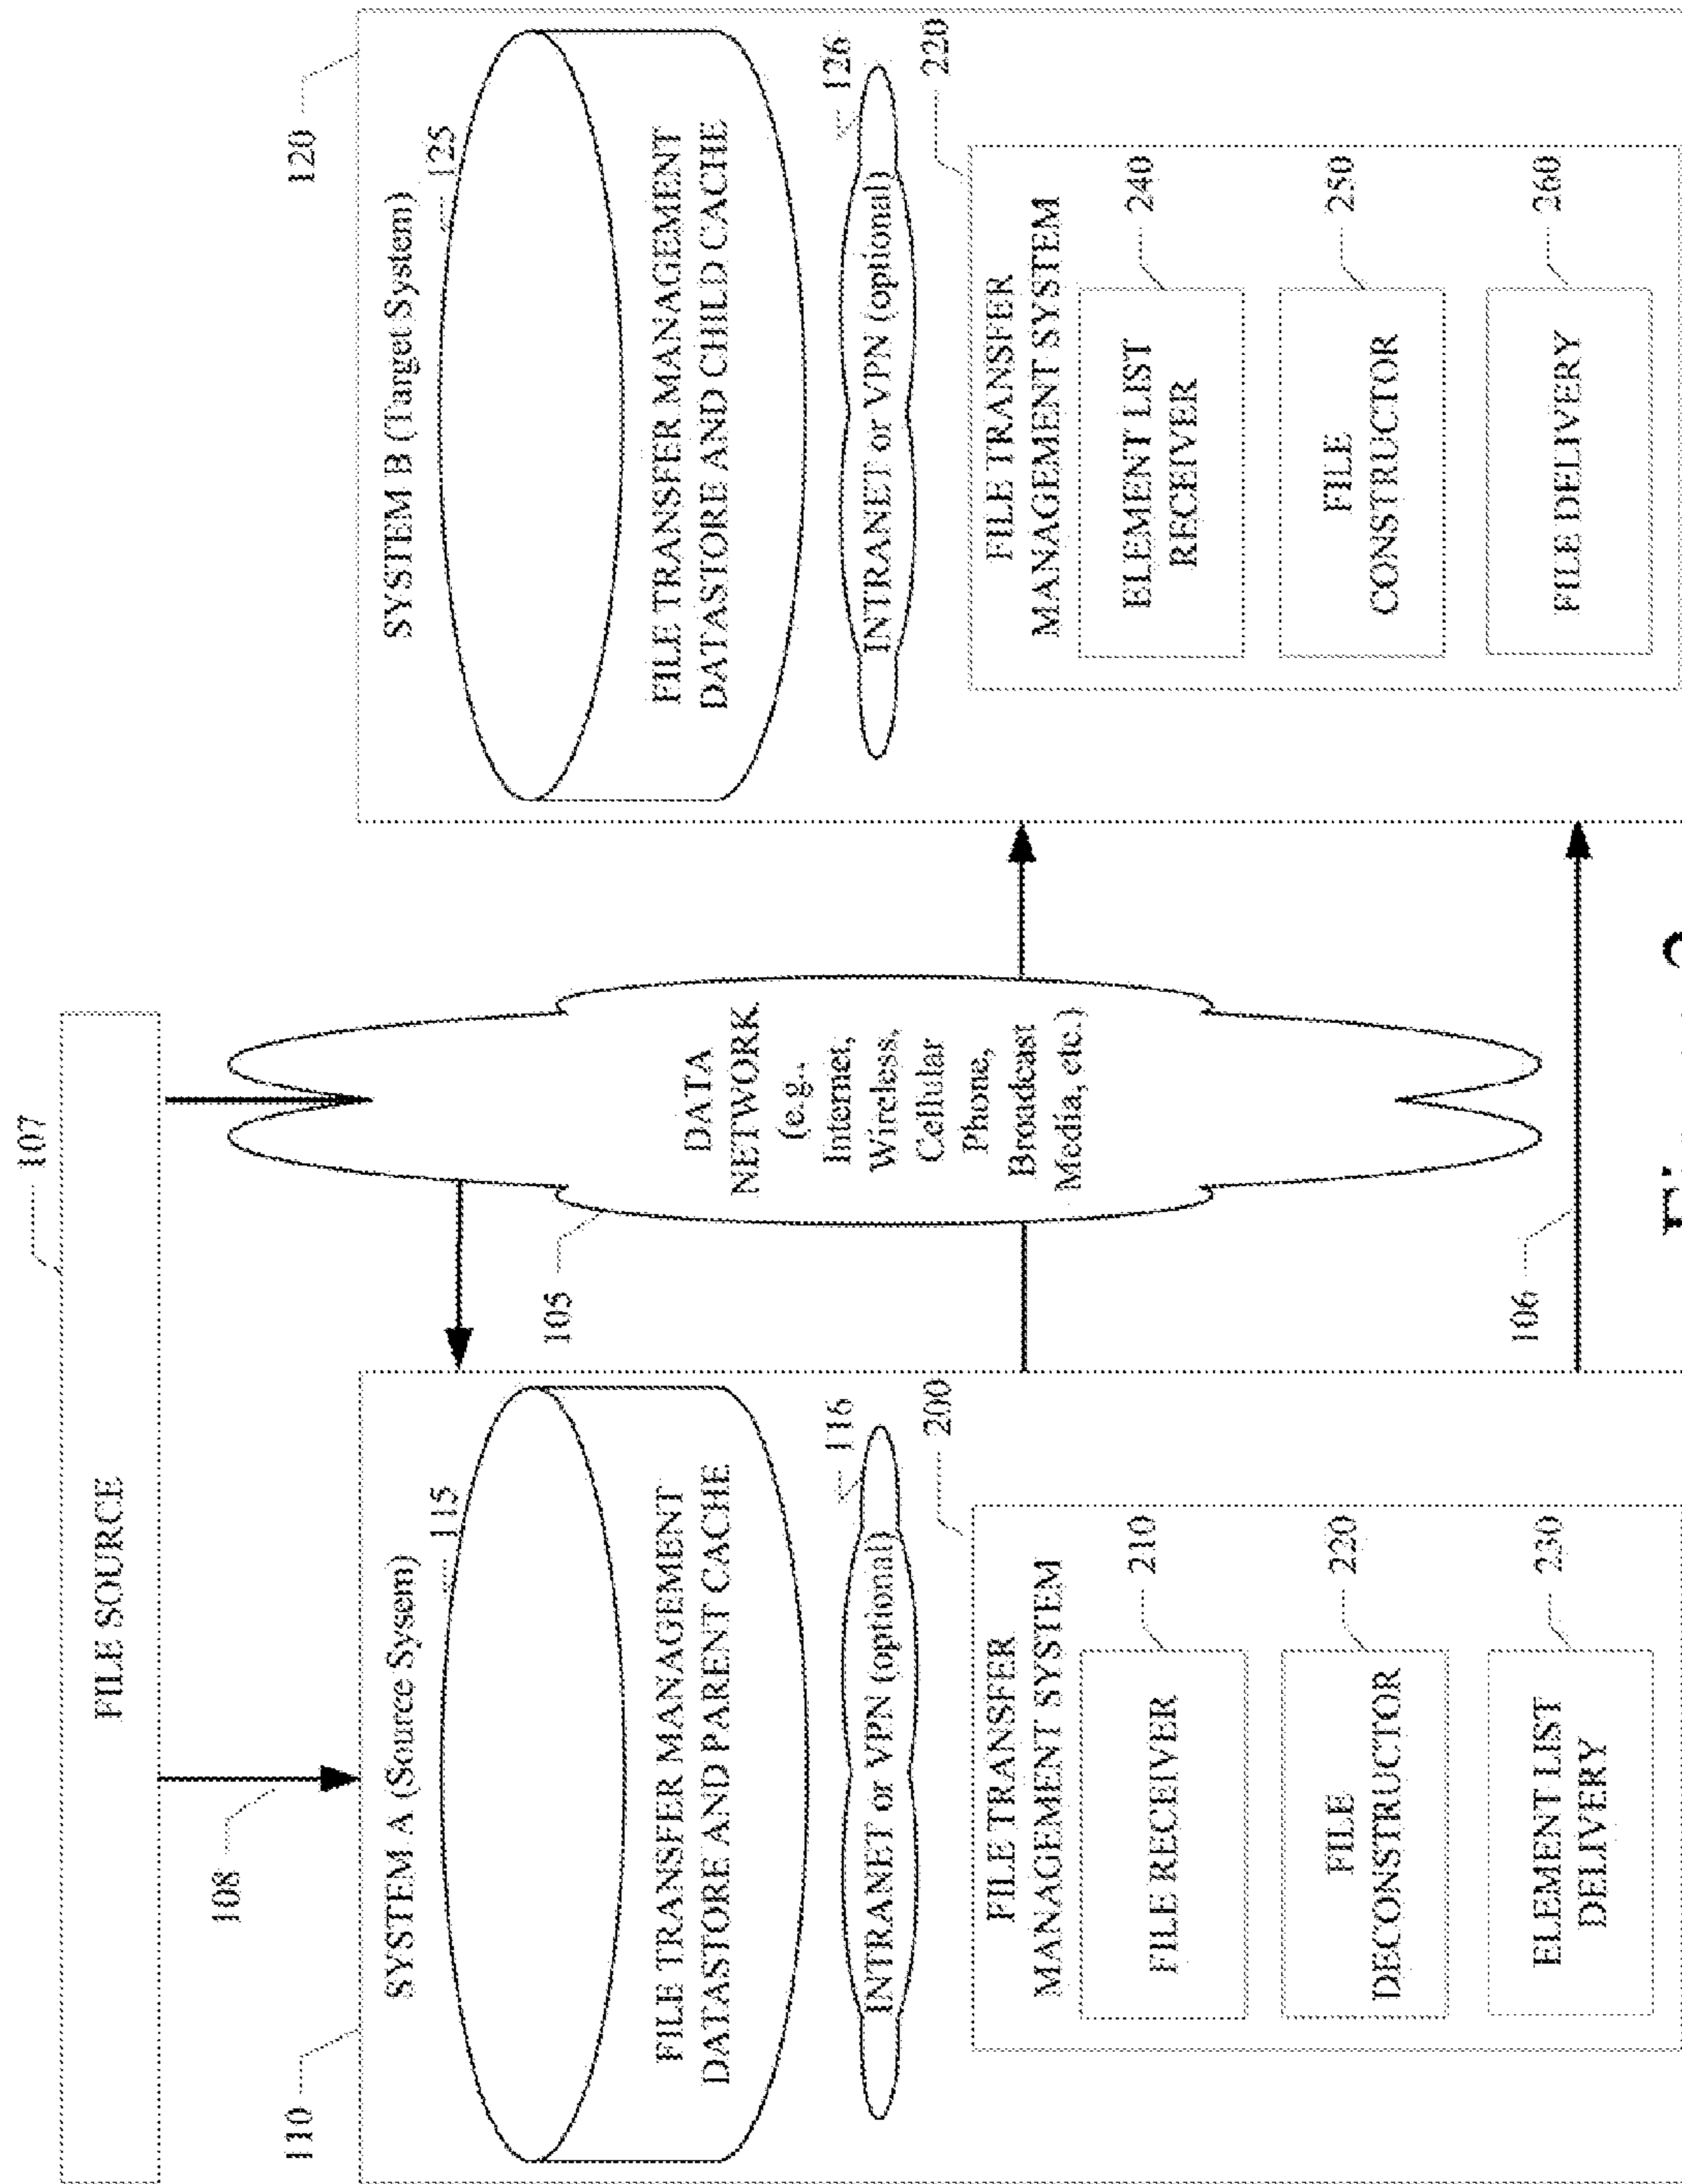 107
FILE SOURCE
108
110
SYSTEM A (Source Sysem)
115
FILE TRANSFER MANAGEMENT
DATASTORE AND PARENT CACHE
116
INTRANET or VPN (optional)
200
FILE TRANSFER
MANAGEMENT SYSTEM
210
FILE RECEIVER
220
FILE
DECONSTRUCTOR
230
ELEMENT LIST
DELIVERY
105
DATA
NETWORK
(e.g.,
Internet,
Wireless,
Cellular
Phone,
Broadcast
Media, etc.)
106
120
SYSTEM B (Target System)
125
FILE TRANSFER MANAGEMENT
DATASTORE AND CHILD CACHE
126
INTRANET or VPN (optional)
220
FILE TRANSFER
MANAGEMENT SYSTEM
240
ELEMENT LIST
RECEIVER
250
FILE
CONSTRUCTOR
260
FILE DELIVERY